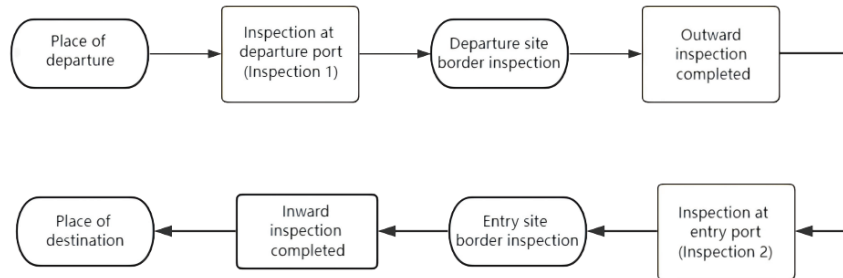 Place of
departure
Inspection at
departure port
(Inspection 1)
Departure site
border inspection
Outward
inspection
completed
Place of
destination
Inward
inspection
completed
Entry site
border inspection
Inspection at
entry port
(Inspection 2)